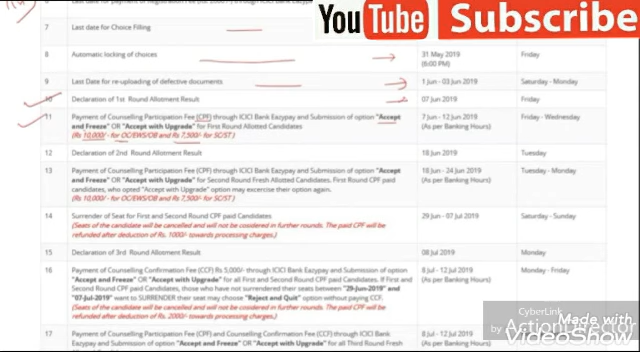 YouTube Subscribe
7 Last date for Choice Filling
8 Automatic locking of choices 31 May 2019 Friday
(6:00 PM)
9 Last Date for re-uploading of defective documents 1 Jun - 03 Jun 2019 Saturday - Monday
10 Declaration of 1st Round Allotment Result 07 Jun 2019 Friday
11 Payment of Counselling Participation Fee (CPF) through ICICI Bank Eazypay and Submission of option "Accept 7 Jun - 12 Jun 2019 Friday - Wednesday
and Freeze" OR "Accept with Upgrade" for First Round Allotted Candidates (As per Banking Hours)
(Rs 10,000/- for OC/EWS/OB and Rs 7,500/- for SC/ST)
12 Declaration of 2nd Round Allotment Result 18 Jun 2019 Tuesday
13 Payment of Counselling Participation Fee (CPF) through ICICI Bank Eazypay and Submission of option "Accept 18 Jun - 24 Jun 2019 Tuesday - Monday
and Freeze" OR "Accept with Upgrade" for Second Round Fresh Allotted Candidates. First Round CPF paid (As per Banking Hours)
candidates, who opted "Accept with Upgrade" option may excercise their option again.
(Rs 10,000/- for OC/EWS/OB and Rs 7,500/- for SC/ST)
14 Surrender of Seat for First and Second Round CPF paid Candidates 29 Jun - 07 Jul 2019 Saturday - Sunday
(Seats of the candidate will be cancelled and will not be cosidered in further rounds. The paid CPF will be
refunded after deduction of Rs. 1000/- towards processing charges.)
15 Declaration of 3rd Round Allotment Result 08 Jul 2019 Monday
16 Payment of Counselling Confirmation Fee (CCF) Rs 5,000/- through ICICI Bank Eazypay and Submission of option 8 Jul - 12 Jul 2019 Monday - Friday
"Accept and Freeze" OR "Accept with Upgrade" for all First and Second Round CPF paid Candidates. If First and (As per Banking Hours)
Second Round CPF paid Candidates, those who have not surrendered their seats between "29-Jun-2019" and
"07-Jul-2019" want to SURRENDER their seat may choose "Reject and Quit" option without paying CCF.
(Seats of the candidate will be cancelled and will not be cosidered in further rounds. The paid CPF will be
refunded after deduction of Rs. 2000/- towards processing charges.)
CyberLink
by ActionDirector
Made with
VideoShow
17 Payment of Counselling Participation Fee (CPF) and Counselling Confirmation Fee (CCF) through ICICI Bank 8 Jul - 12 Jul 2019
Eazypay and Submission of option "Accept and Freeze" OR "Accept with Upgrade" for all Third Round Fresh (As per Banking Hours)